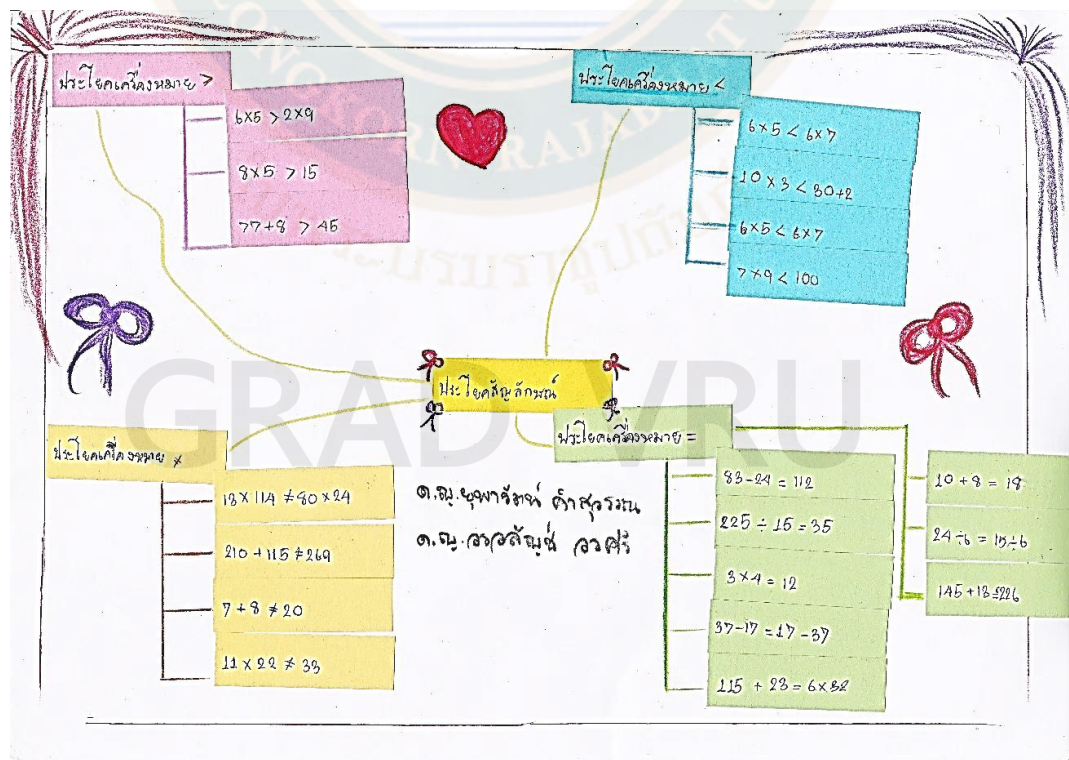 ประโยคเครื่องหมาย >
6×5 > 2×9
8×5 > 15
77+8 > 45
ประโยคเครื่องหมาย <
6×5 < 6×7
10×3 < 30+2
6×5 < 6×7
7×9 < 100
ประโยคสัญลักษณ์
ประโยคเครื่องหมาย ≠
13×114 ≠ 80×24
210+115 ≠ 269
7+8 ≠ 20
11×22 ≠ 33
ประโยคเครื่องหมาย =
83-24 = 112
225÷15 = 35
3×4 = 12
37-17 = 17-37
115 + 23 = 6×32
10+8 = 18
24÷6 = 15÷6
145+13=226
ด.ญ.
ด.ญ.
GRAD VRU